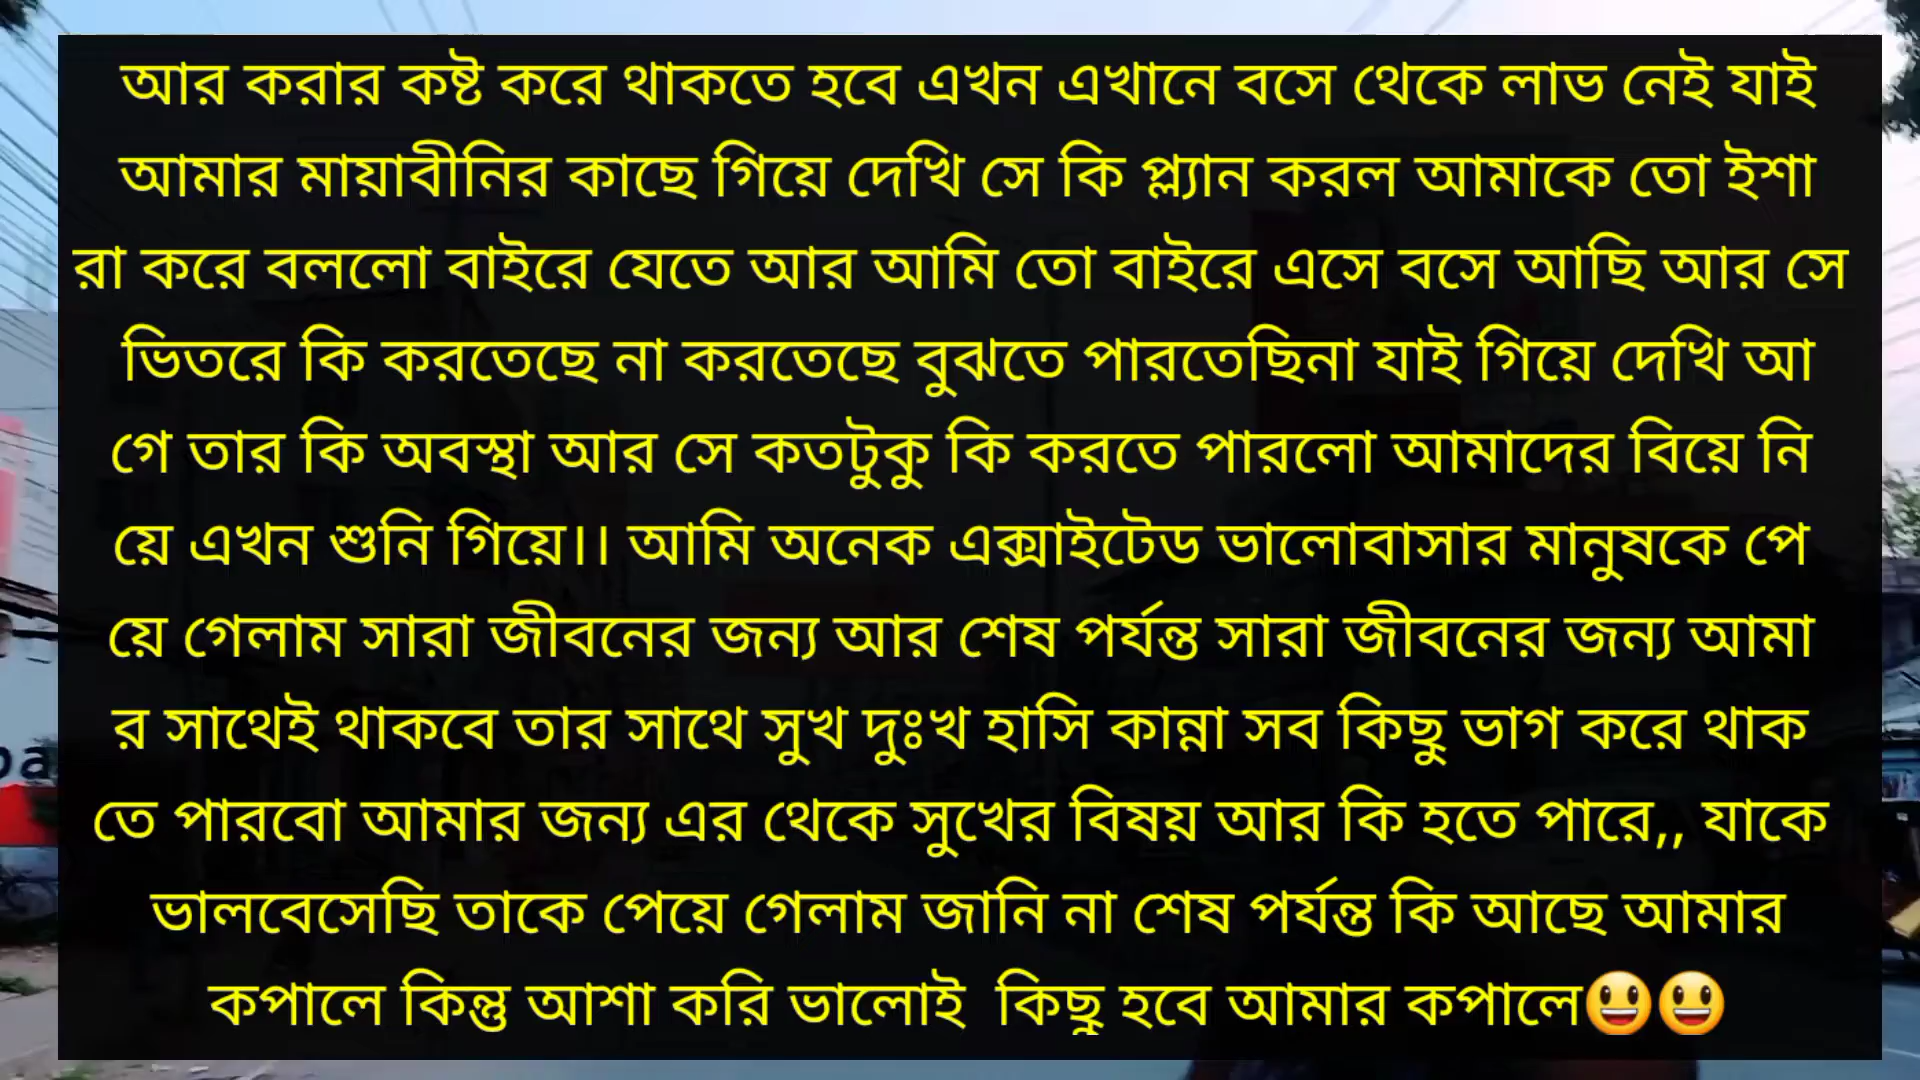 আর করার কষ্ট করে থাকতে হবে এখন এখানে বসে থেকে লাভ নেই যাই
আমার মায়াবীনির কাছে গিয়ে দেখি সে কি প্ল্যান করল আমাকে তো ইশা
রা করে বললো বাইরে যেতে আর আমি তো বাইরে এসে বসে আছি আর সে
ভিতরে কি করতেছে না করতেছে বুঝতে পারতেছিনা যাই গিয়ে দেখি আ
গে তার কি অবস্থা আর সে কতটুকু কি করতে পারলো আমাদের বিয়ে নি
য়ে এখন শুনি গিয়ে।। আমি অনেক এক্সাইটেড ভালোবাসার মানুষকে পে
য়ে গেলাম সারা জীবনের জন্য আর শেষ পর্যন্ত সারা জীবনের জন্য আমা
র সাথেই থাকবে তার সাথে সুখ দুঃখ হাসি কান্না সব কিছু ভাগ করে থাক
তে পারবো আমার জন্য এর থেকে সুখের বিষয় আর কি হতে পারে,, যাকে
ভালবেসেছি তাকে পেয়ে গেলাম জানি না শেষ পর্যন্ত কি আছে আমার
কপালে কিন্তু আশা করি ভালোই  কিছু হবে আমার কপালে😃😃